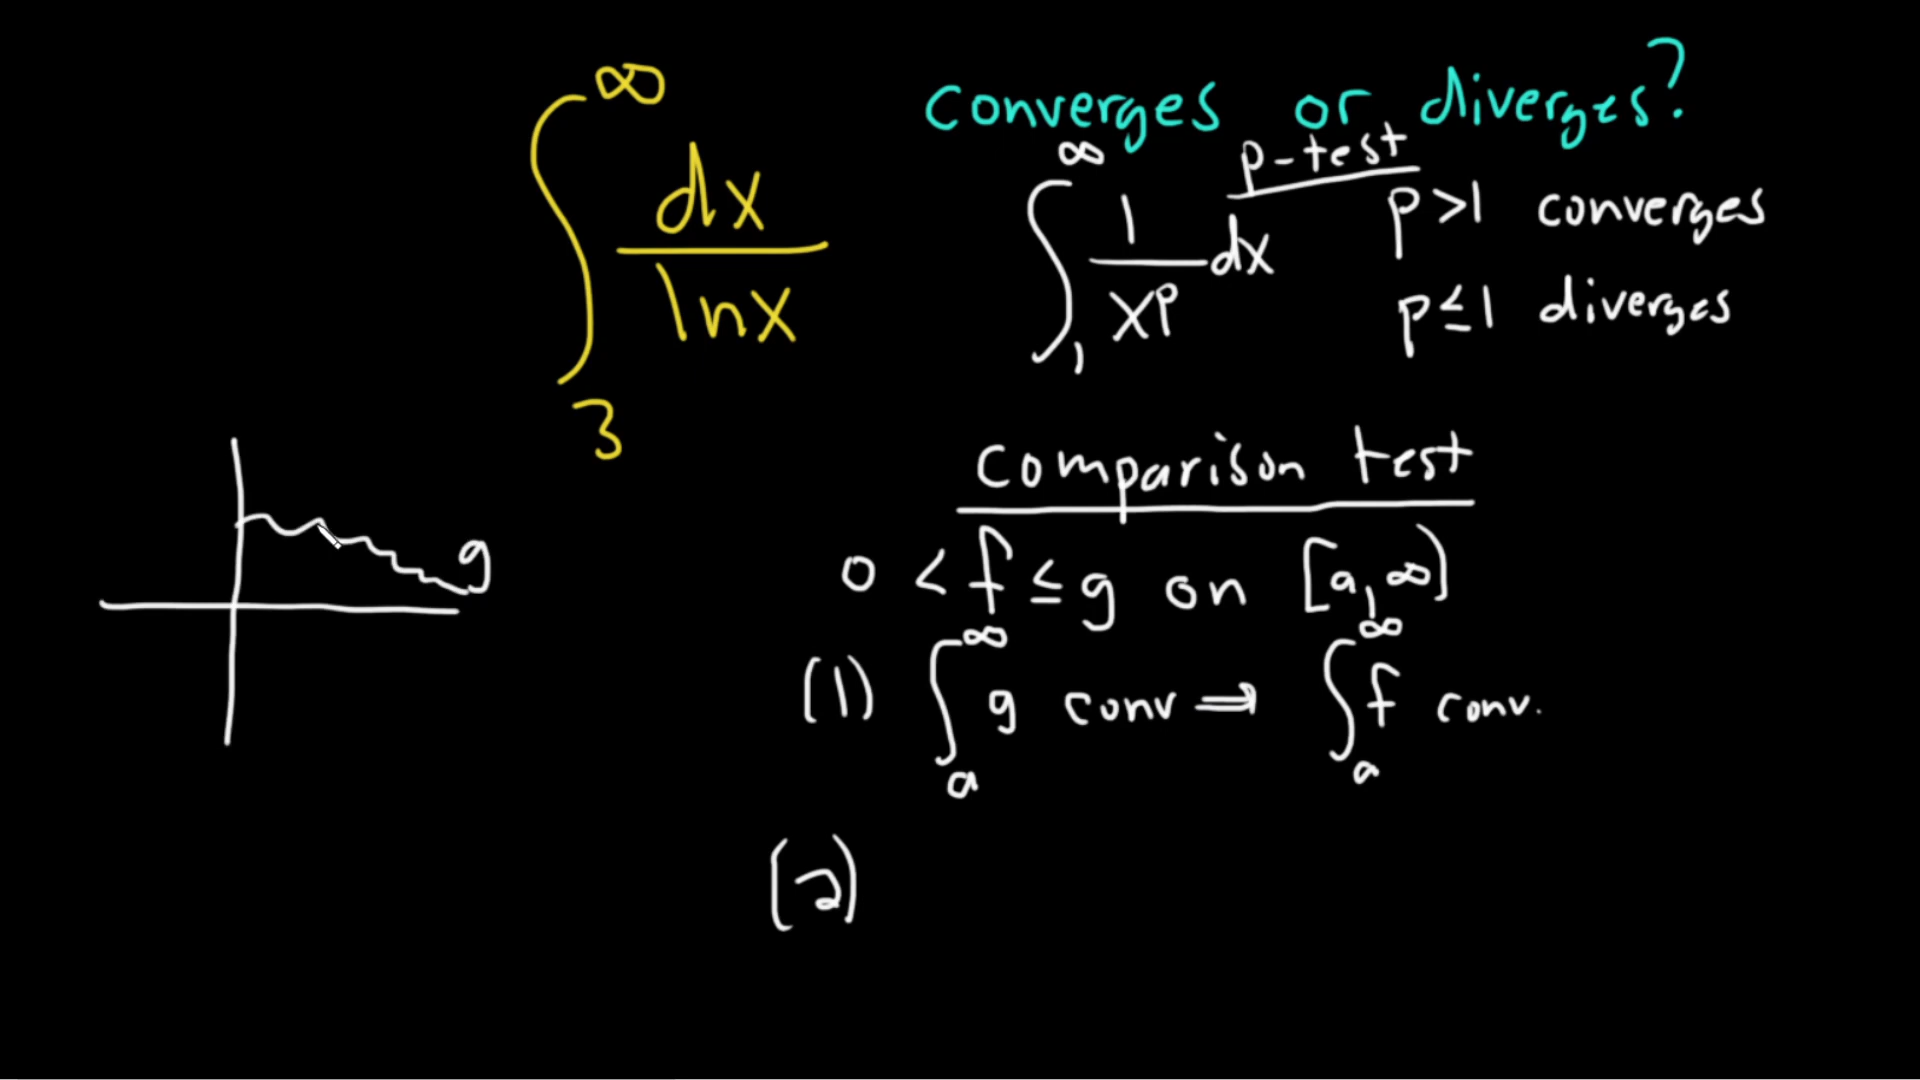 ∫₃^∞ dx/lnx
converges or diverges?
p-test
∫₁^∞ 1/x^p dx
p>1 converges
p≤1 diverges
comparison test
0 < f ≤ g on [a,∞)
(1) ∫ₐ^∞ g conv ⇒ ∫ₐ^∞ f conv.
g
(2)